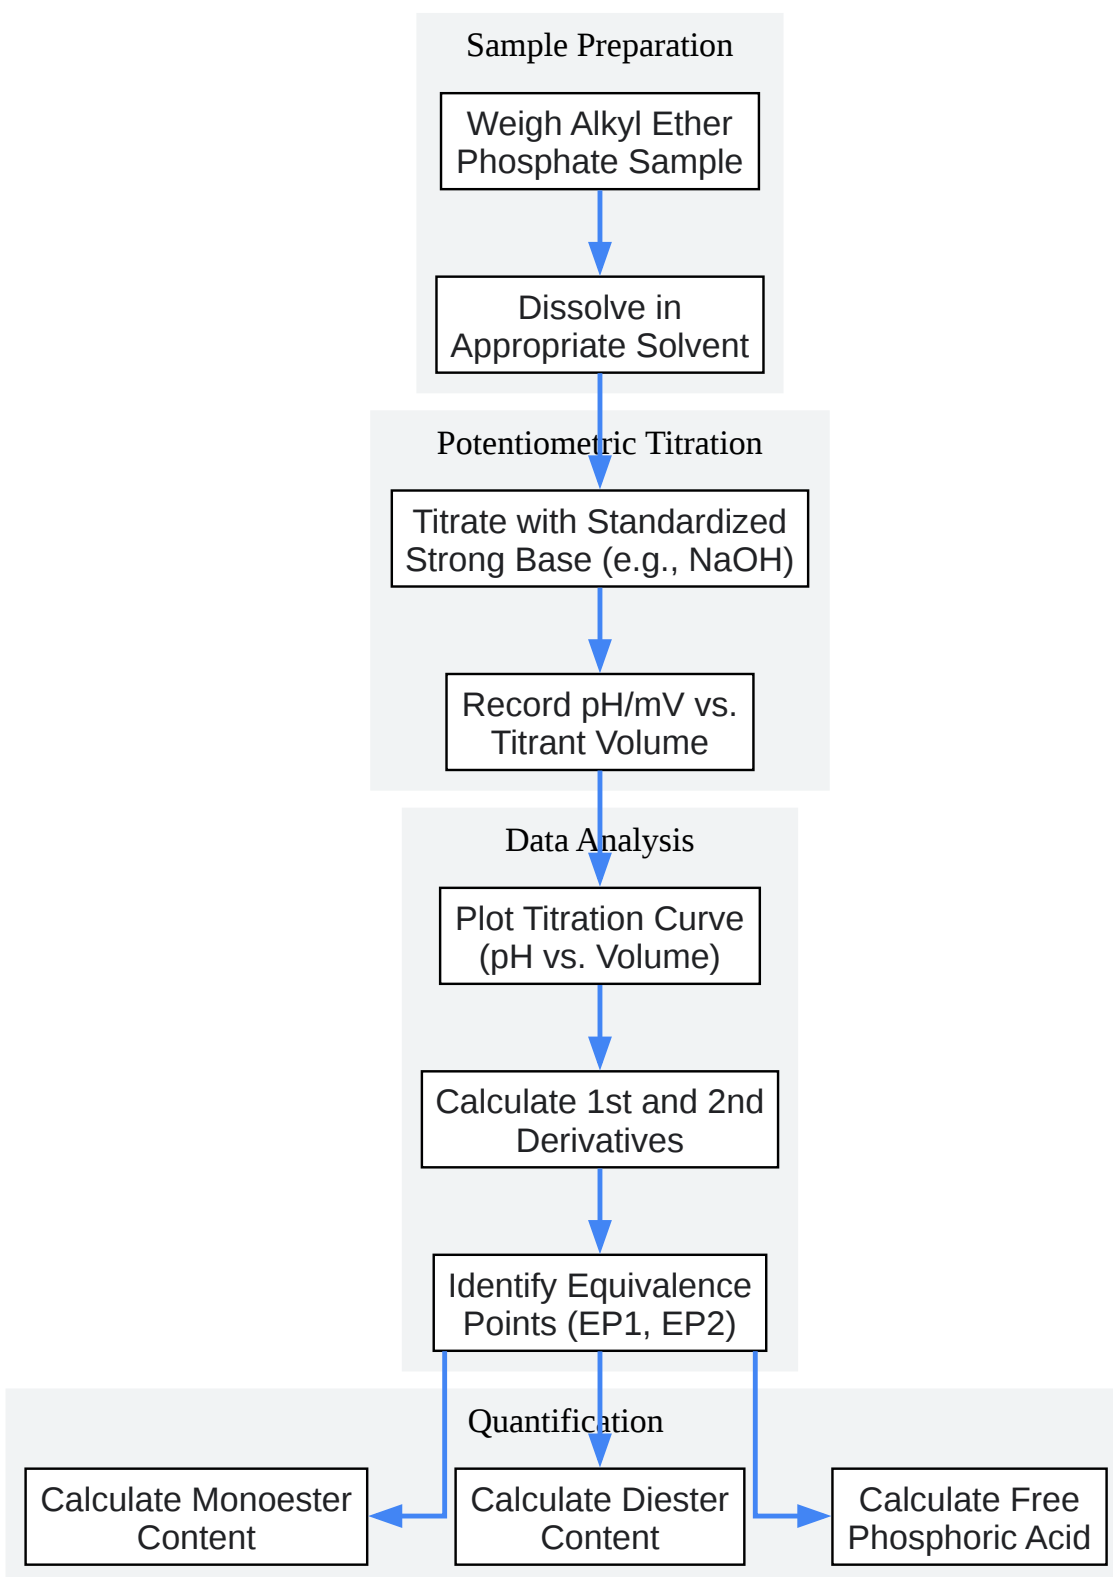 Sample Preparation
Weigh Alkyl Ether
Phosphate Sample
Dissolve in
Appropriate Solvent
Potentiometric Titration
Titrate with Standardized
Strong Base (e.g., NaOH)
Record pH/mV vs.
Titrant Volume
Data Analysis
Plot Titration Curve
(pH vs. Volume)
Calculate 1st and 2nd
Derivatives
Identify Equivalence
Points (EP1, EP2)
Quantification
Calculate Monoester
Content
Calculate Diester
Content
Calculate Free
Phosphoric Acid